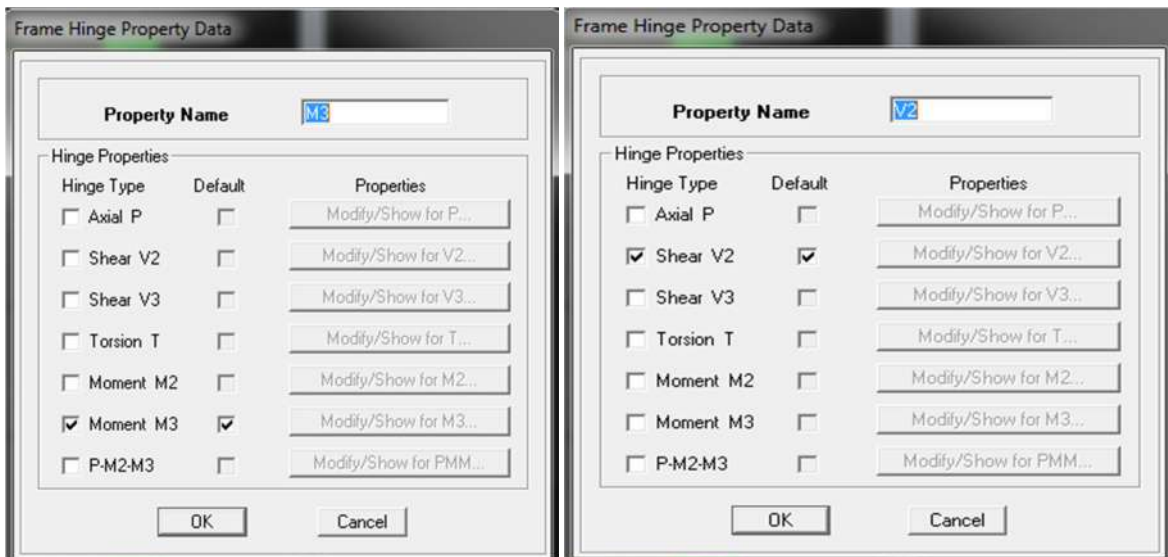 Frame Hinge Property Data
Property Name M3
Hinge Properties
Hinge Type Default Properties
Axial P Modify/Show for P...
Shear V2 Modify/Show for V2...
Shear V3 Modify/Show for V3...
Torsion T Modify/Show for T...
Moment M2 Modify/Show for M2...
Moment M3 Modify/Show for M3...
P-M2-M3 Modify/Show for PMM...
OK Cancel
Frame Hinge Property Data
Property Name V2
Hinge Properties
Hinge Type Default Properties
Axial P Modify/Show for P...
Shear V2 Modify/Show for V2...
Shear V3 Modify/Show for V3...
Torsion T Modify/Show for T...
Moment M2 Modify/Show for M2...
Moment M3 Modify/Show for M3...
P-M2-M3 Modify/Show for PMM...
OK Cancel